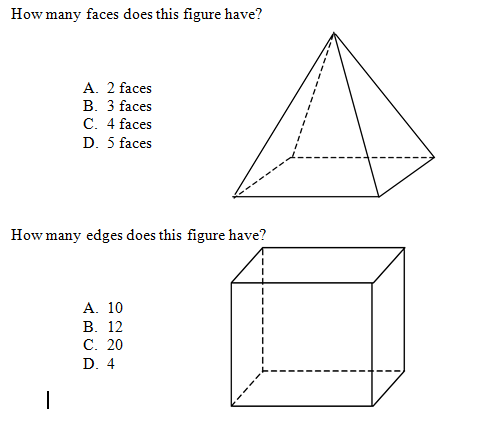 How many faces does this figure have?
A. 2 faces
B. 3 faces
C. 4 faces
D. 5 faces
How many edges does this figure have?
A. 10
B. 12
C. 20
D. 4